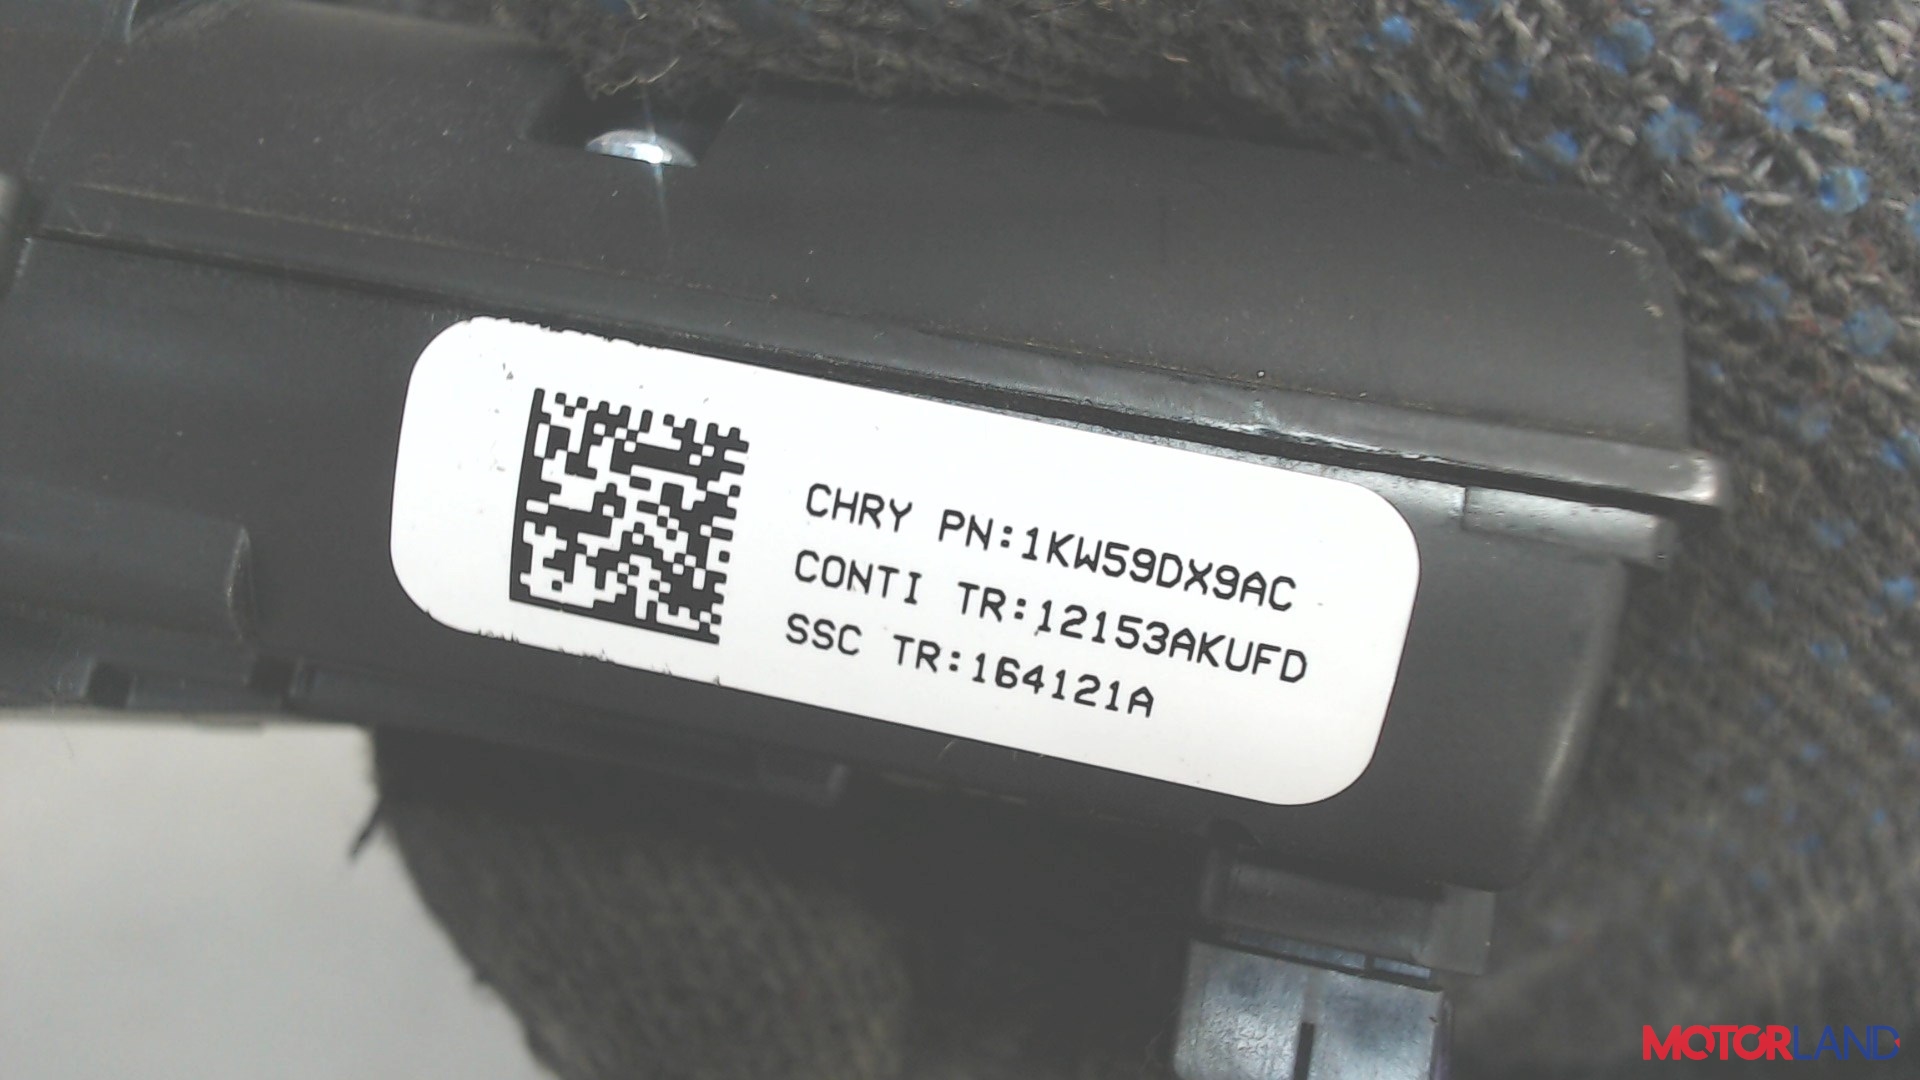 CHRY PN:1KW59DX9AC
CONTI TR:12153AKUFD
SSC TR:164121A
MOTORLAND